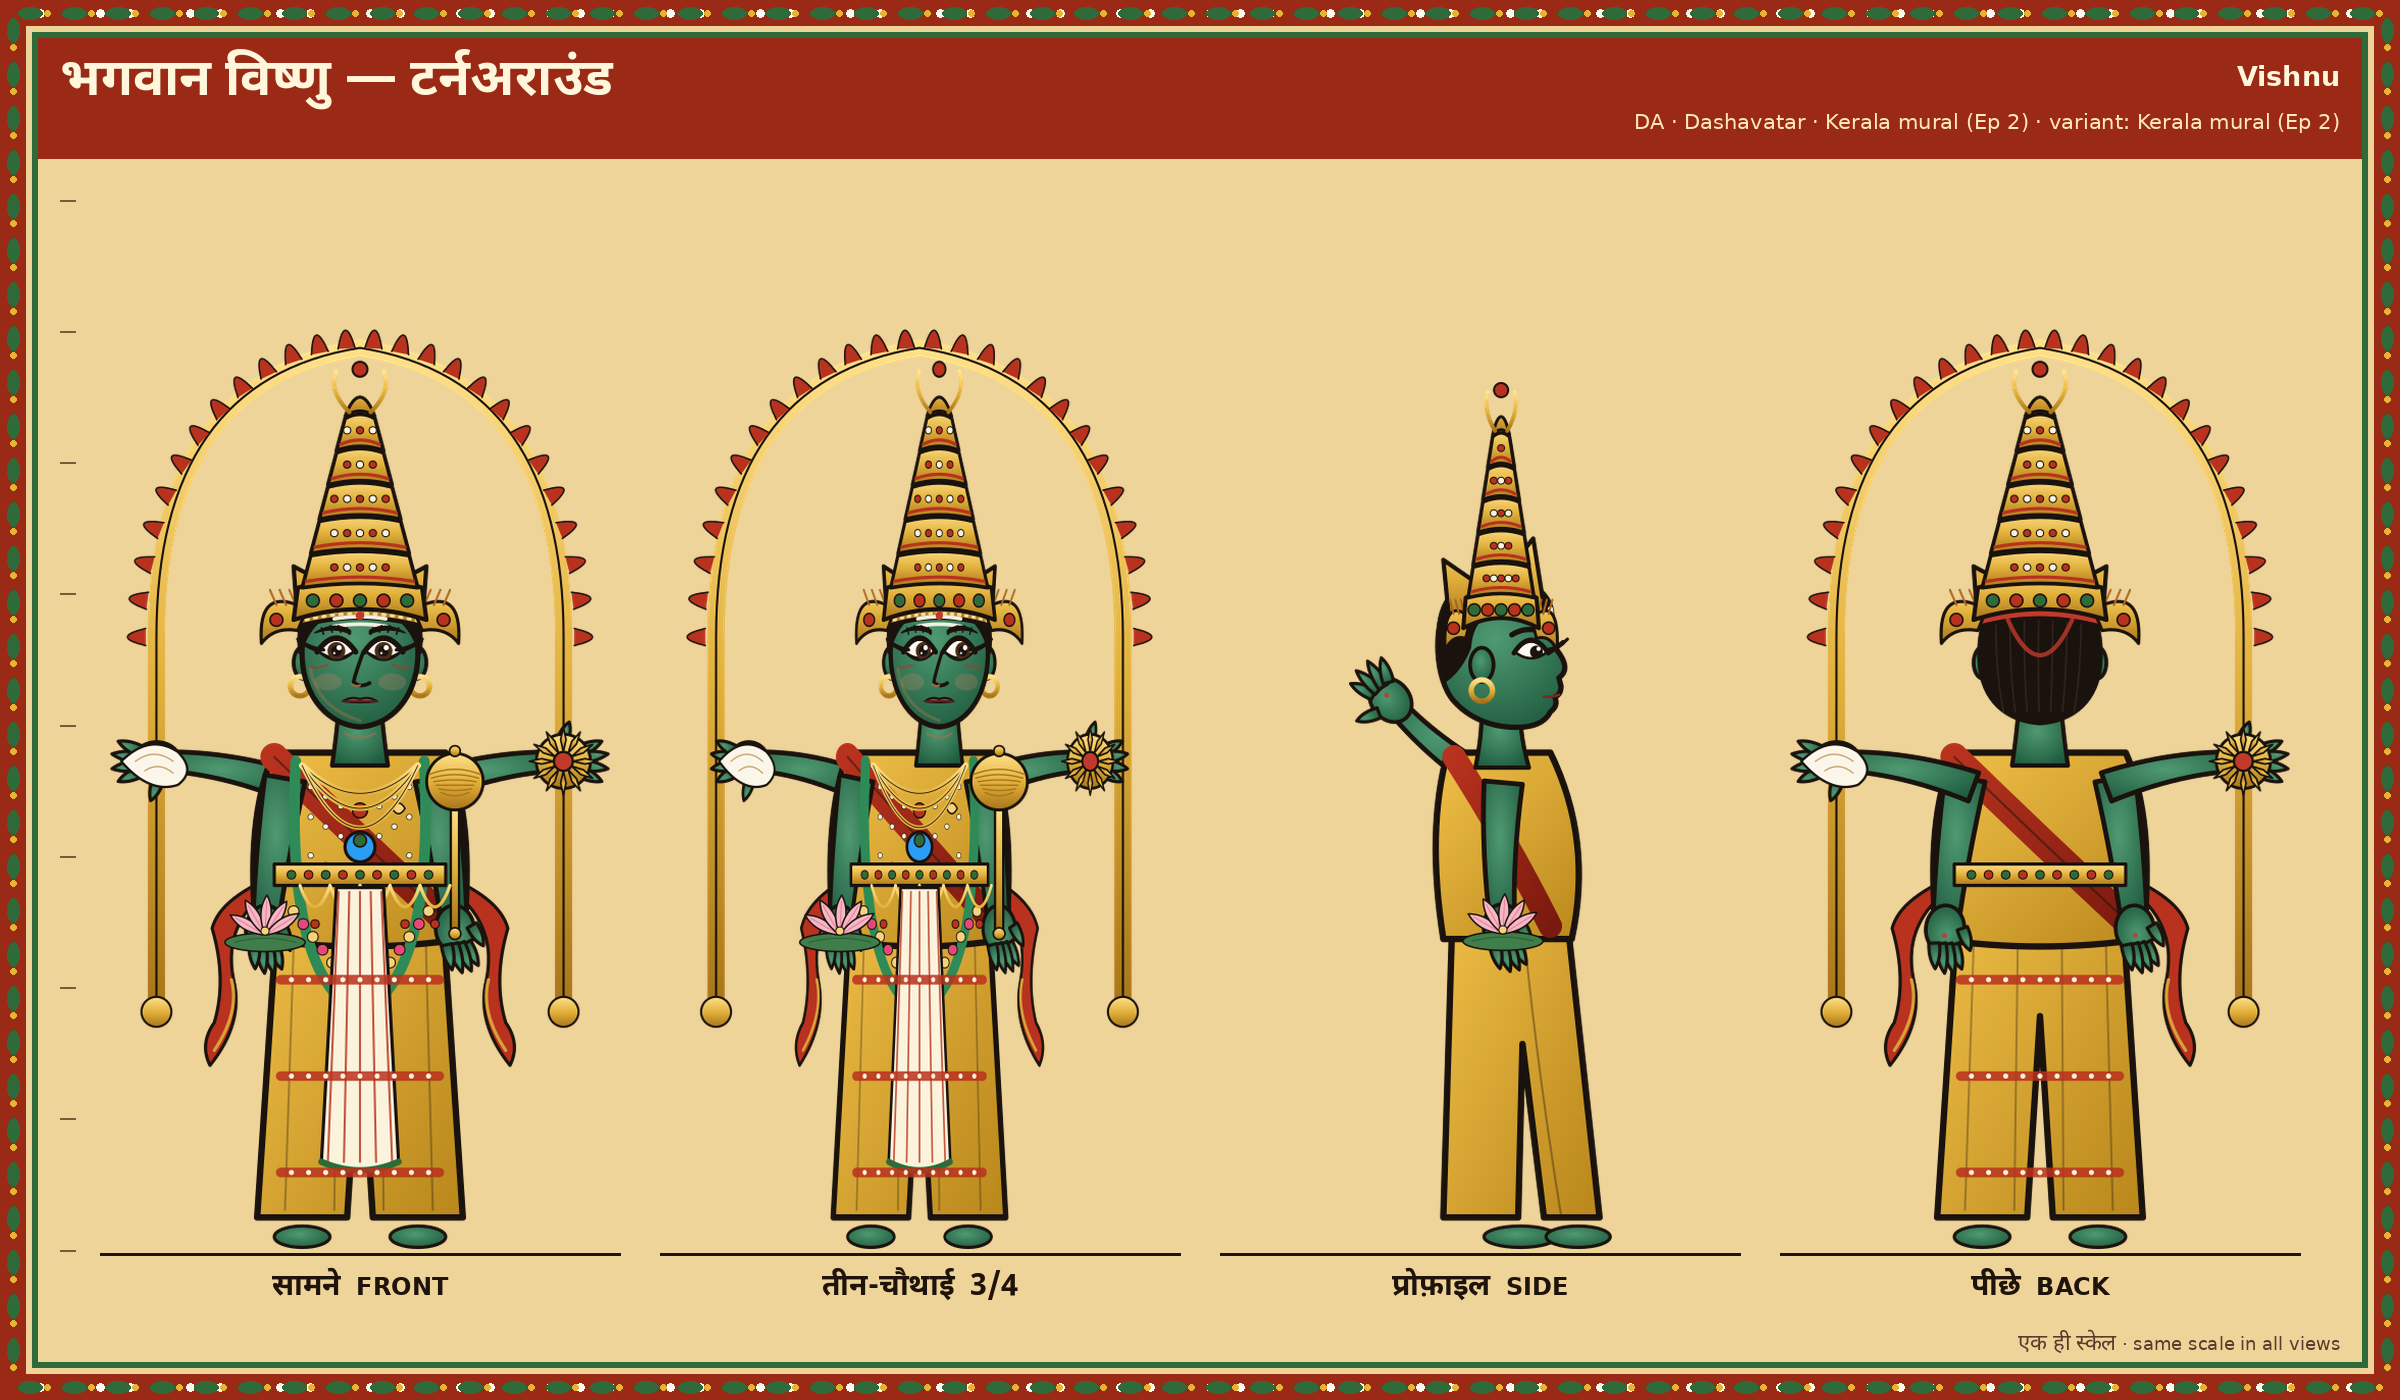 भगवान विष्णु — टर्नअराउंड
Vishnu
DA · Dashavatar · Kerala mural (Ep 2) · variant: Kerala mural (Ep 2)
सामने FRONT
तीन-चौथाई 3/4
प्रोफ़ाइल SIDE
पीछे BACK
एक ही स्केल · same scale in all views